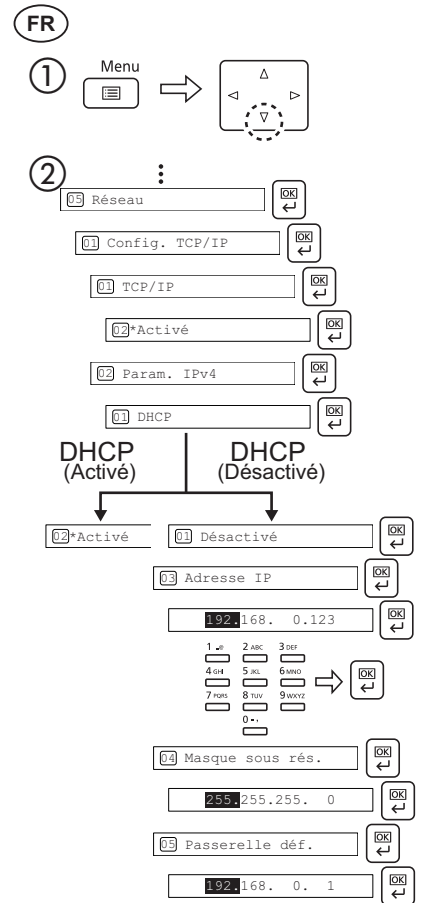 FR
1 Menu
2
05 Réseau OK
01 Config. TCP/IP OK
01 TCP/IP OK
02*Activé OK
02 Param. IPv4 OK
01 DHCP OK
DHCP DHCP
(Activé) (Désactivé)
02*Activé 01 Désactivé OK
03 Adresse IP OK
192.168. 0.123 OK
1 .@ 2 ABC 3 DEF
4 GHI 5 JKL 6 MNO OK
7 PQRS 8 TUV 9 WXYZ
0 -,
04 Masque sous rés. OK
255.255.255. 0 OK
05 Passerelle déf. OK
192.168. 0. 1 OK